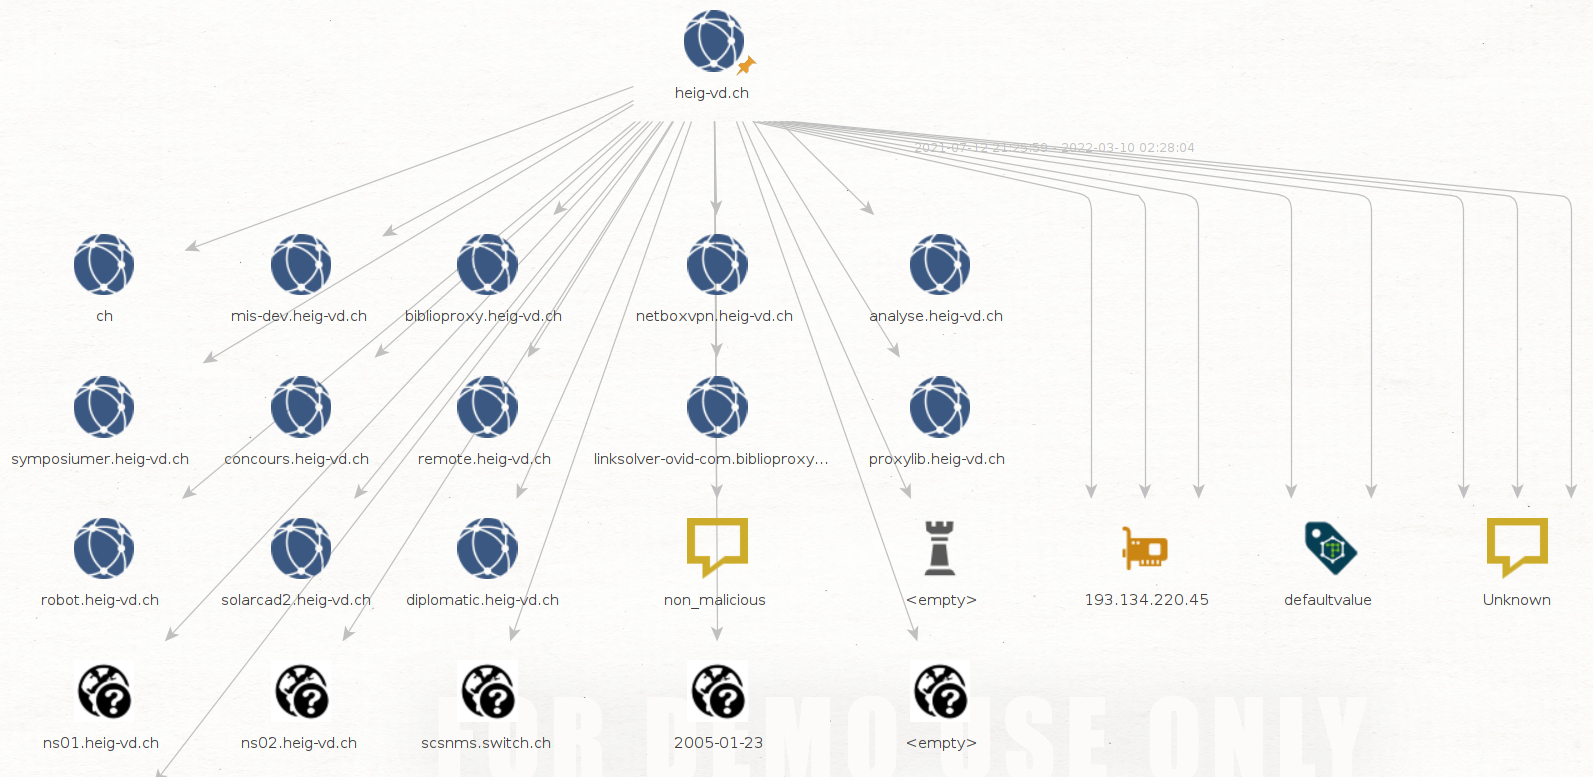 heig-vd.ch
2021-07-12 21:25:59 - 2022-03-10 02:28:04
ch
mis-dev.heig-vd.ch
biblioproxy.heig-vd.ch
netboxvpn.heig-vd.ch
analyse.heig-vd.ch
symposiumer.heig-vd.ch
concours.heig-vd.ch
remote.heig-vd.ch
linksolver-ovid-com.biblioproxy...
proxylib.heig-vd.ch
robot.heig-vd.ch
solarcad2.heig-vd.ch
diplomatic.heig-vd.ch
non_malicious
<empty>
193.134.220.45
defaultvalue
Unknown
ns01.heig-vd.ch
ns02.heig-vd.ch
scsnms.switch.ch
2005-01-23
<empty>
FOR DEMO USE ONLY